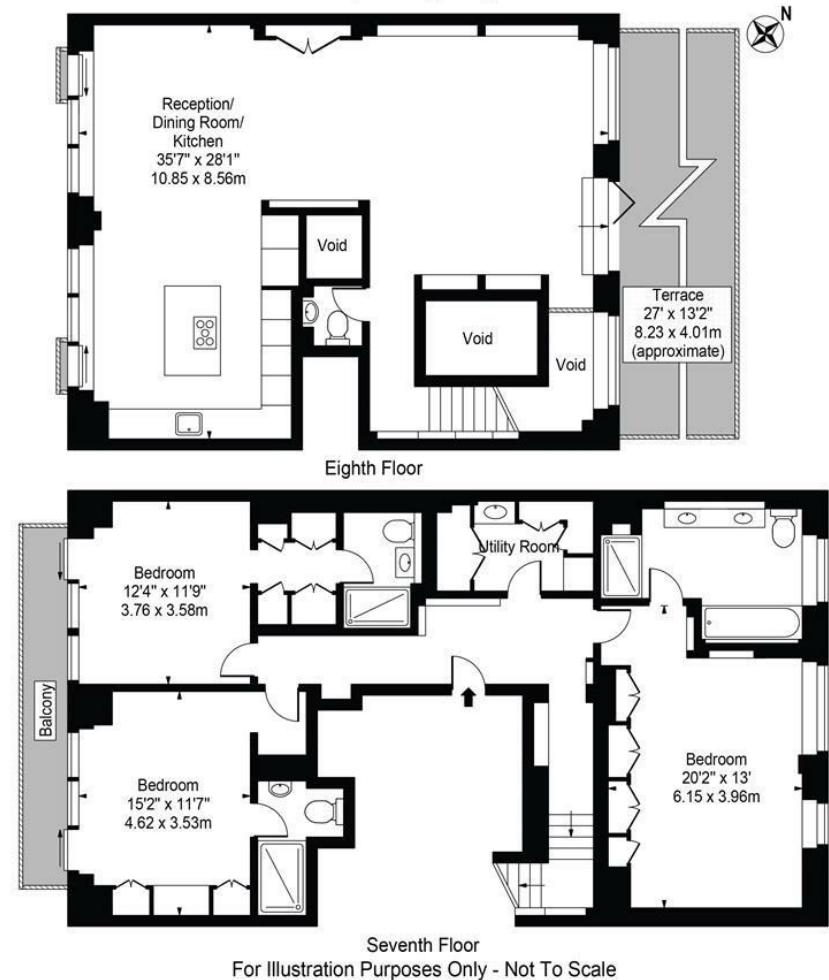 N
Reception/
Dining Room/
Kitchen
35'7" x 28'1"
10.85 x 8.56m
Void
Void
Void
Terrace
27' x 13'2"
8.23 x 4.01m
(approximate)
Eighth Floor
Bedroom
12'4" x 11'9"
3.76 x 3.58m
Utility Room
Balcony
Bedroom
15'2" x 11'7"
4.62 x 3.53m
Bedroom
20'2" x 13'
6.15 x 3.96m
Seventh Floor
For Illustration Purposes Only - Not To Scale